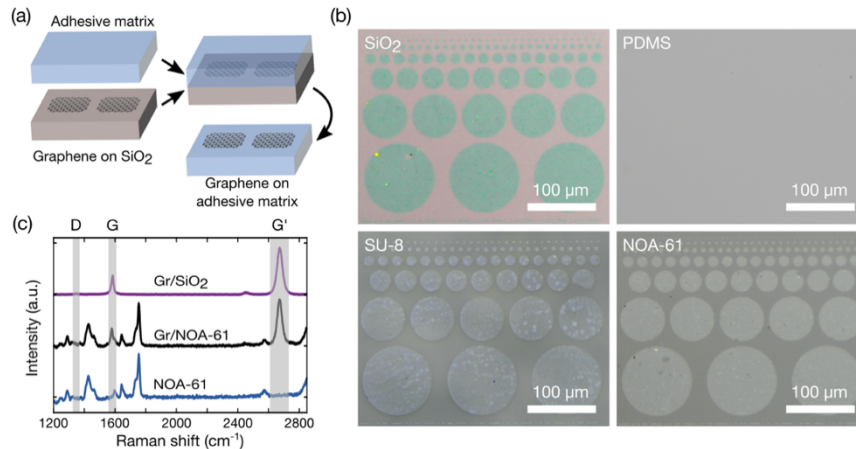 (a)
Adhesive matrix
Graphene on SiO₂
Graphene on
adhesive matrix
(b)
SiO₂
100 µm
PDMS
100 µm
SU-8
100 µm
NOA-61
100 µm
(c)
D G G'
Gr/SiO₂
Gr/NOA-61
NOA-61
Intensity (a.u.)
1200 1600 2000 2400 2800
Raman shift (cm⁻¹)